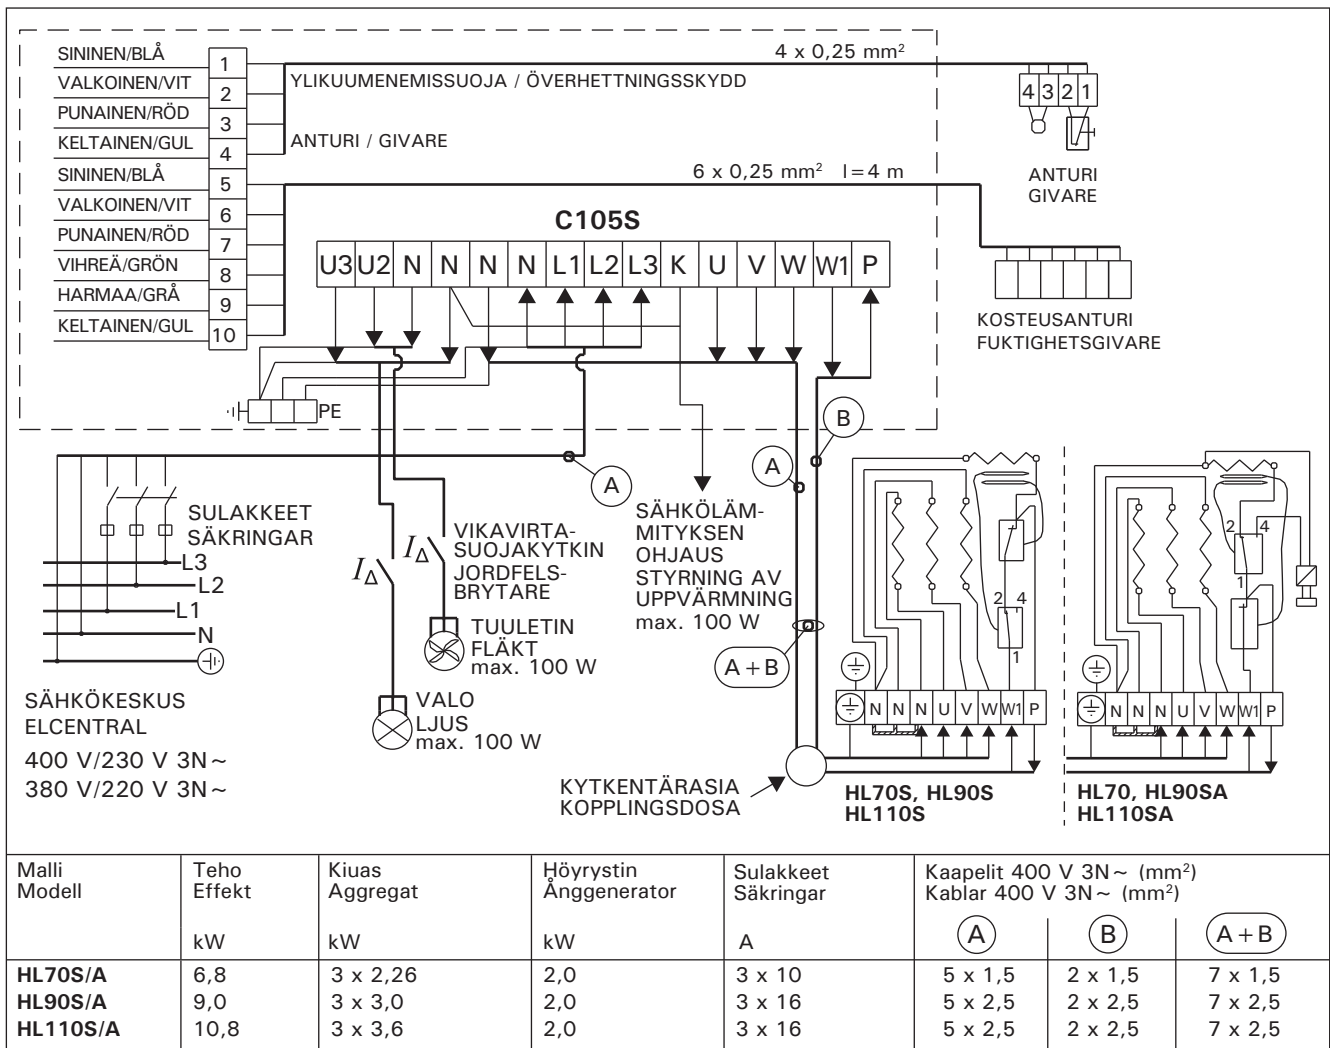 SININEN/BLÅ 1
VALKOINEN/VIT 2
PUNAINEN/RÖD 3
KELTAINEN/GUL 4
SININEN/BLÅ 5
VALKOINEN/VIT 6
PUNAINEN/RÖD 7
VIHREÄ/GRÖN 8
HARMAA/GRÅ 9
KELTAINEN/GUL 10
4 x 0,25 mm²
YLIKUUMENEMISSUOJA / ÖVERHETTNINGSSKYDD
ANTURI / GIVARE
6 x 0,25 mm² l=4 m
4 3 2 1
ANTURI
GIVARE
C105S
U3 U2 N N N N L1 L2 L3 K U V W W1 P
KOSTEUSANTURI
FUKTIGHETSGIVARE
PE
B
A
A
SULAKKEET
SÄKRINGAR
L3
L2
L1
N
SÄHKÖKESKUS
ELCENTRAL
400 V/230 V 3N~
380 V/220 V 3N~
I∆
I∆
VIKAVIRTA-
SUOJAKYTKIN
JORDFELS-
BRYTARE
TUULETIN
FLÄKT
max. 100 W
VALO
LJUS
max. 100 W
SÄHKÖLÄM-
MITYKSEN
OHJAUS
STYRNING AV
UPPVÄRMNING
max. 100 W
A+B
KYTKENTÄRASIA
KOPPLINGSDOSA
2 4
1
N N N U V W W1 P
HL70S, HL90S
HL110S
2 4
1
N N N U V W W1 P
HL70, HL90SA
HL110SA
Malli Teho Kiuas Höyrystin Sulakkeet Kaapelit 400 V 3N~ (mm²)
Modell Effekt Aggregat Ånggenerator Säkringar Kablar 400 V 3N~ (mm²)
kW kW kW A A B A+B
HL70S/A 6,8 3 x 2,26 2,0 3 x 10 5 x 1,5 2 x 1,5 7 x 1,5
HL90S/A 9,0 3 x 3,0 2,0 3 x 16 5 x 2,5 2 x 2,5 7 x 2,5
HL110S/A 10,8 3 x 3,6 2,0 3 x 16 5 x 2,5 2 x 2,5 7 x 2,5